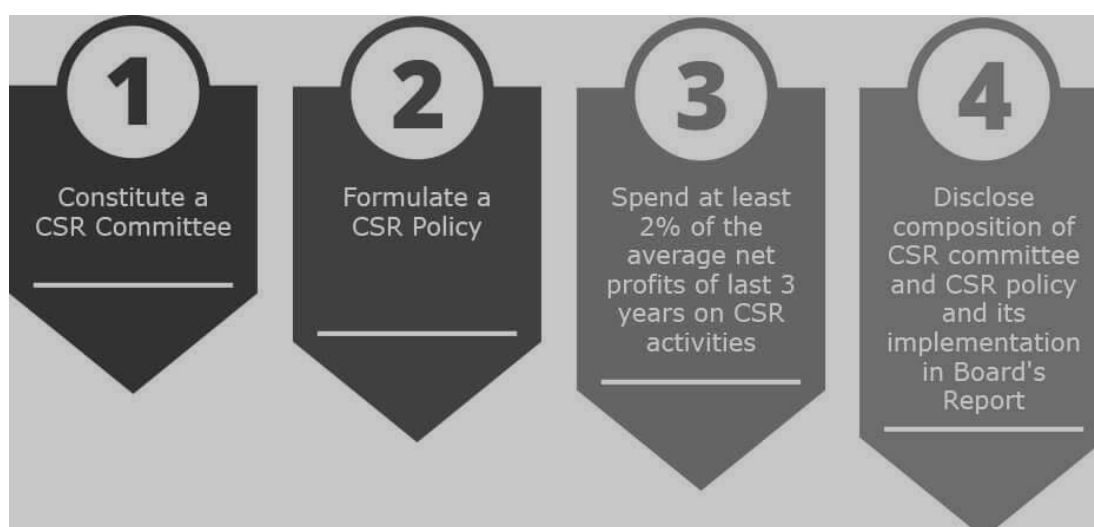 1
Constitute a
CSR Committee
2
Formulate a
CSR Policy
3
Spend at least
2% of the
average net
profits of last 3
years on CSR
activities
4
Disclose
composition of
CSR committee
and CSR policy
and its
implementation
in Board's
Report